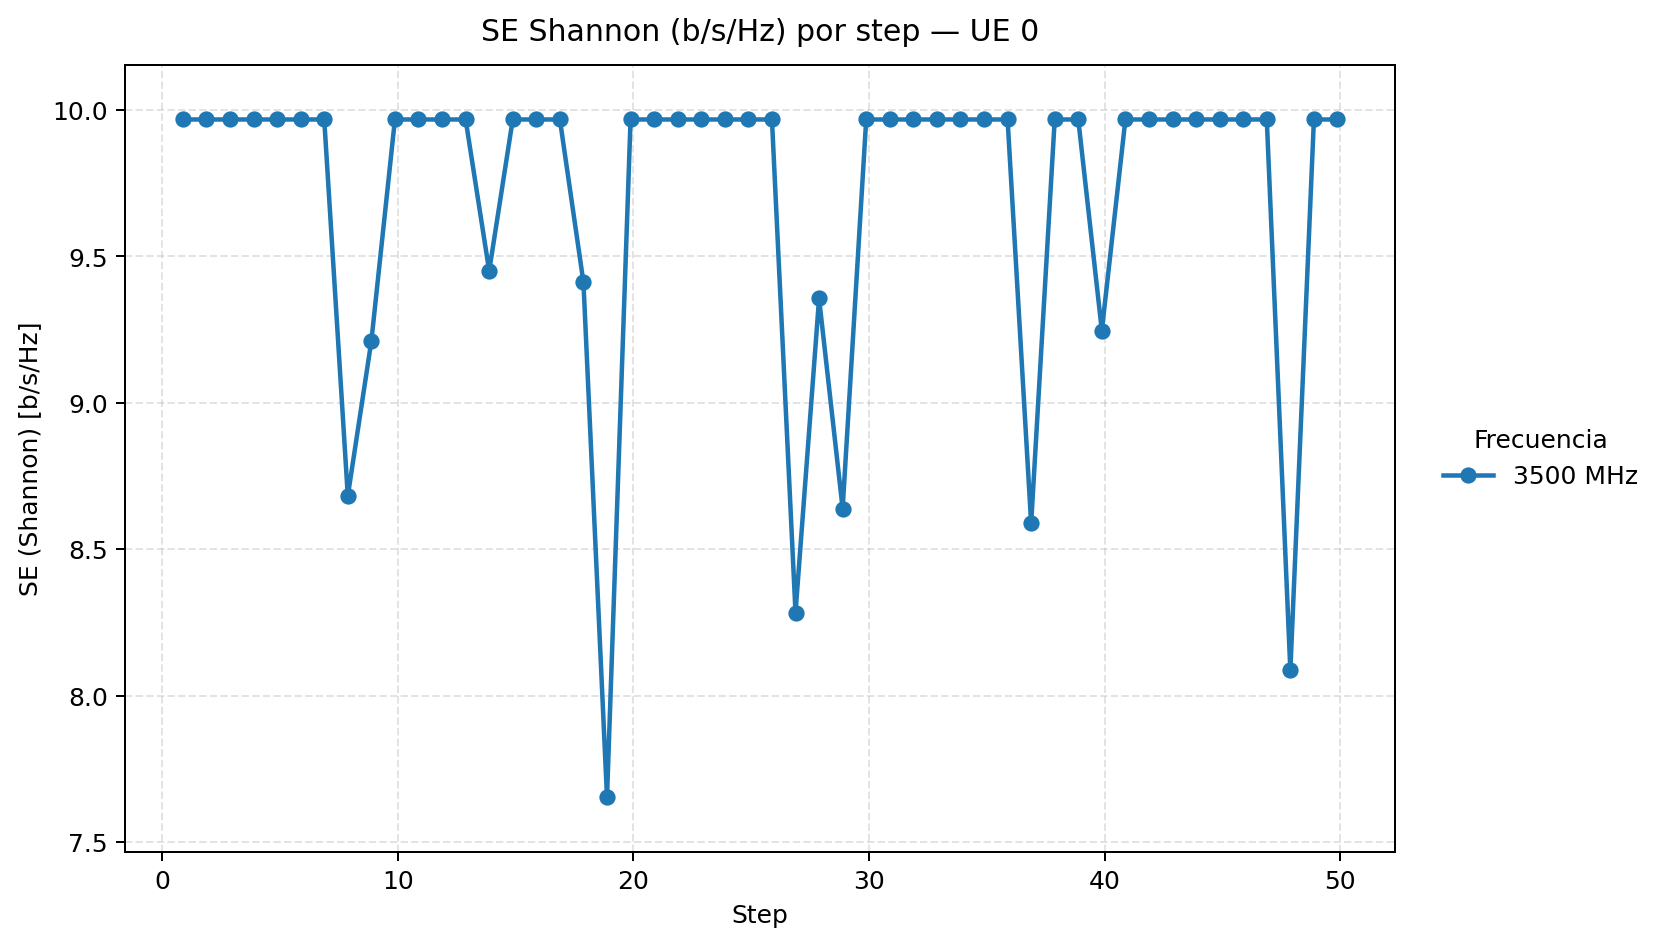 SE Shannon (b/s/Hz) por step — UE 0
SE (Shannon) [b/s/Hz]
10.0
9.5
9.0
8.5
8.0
7.5
0 10 20 30 40 50
Step
Frecuencia
3500 MHz